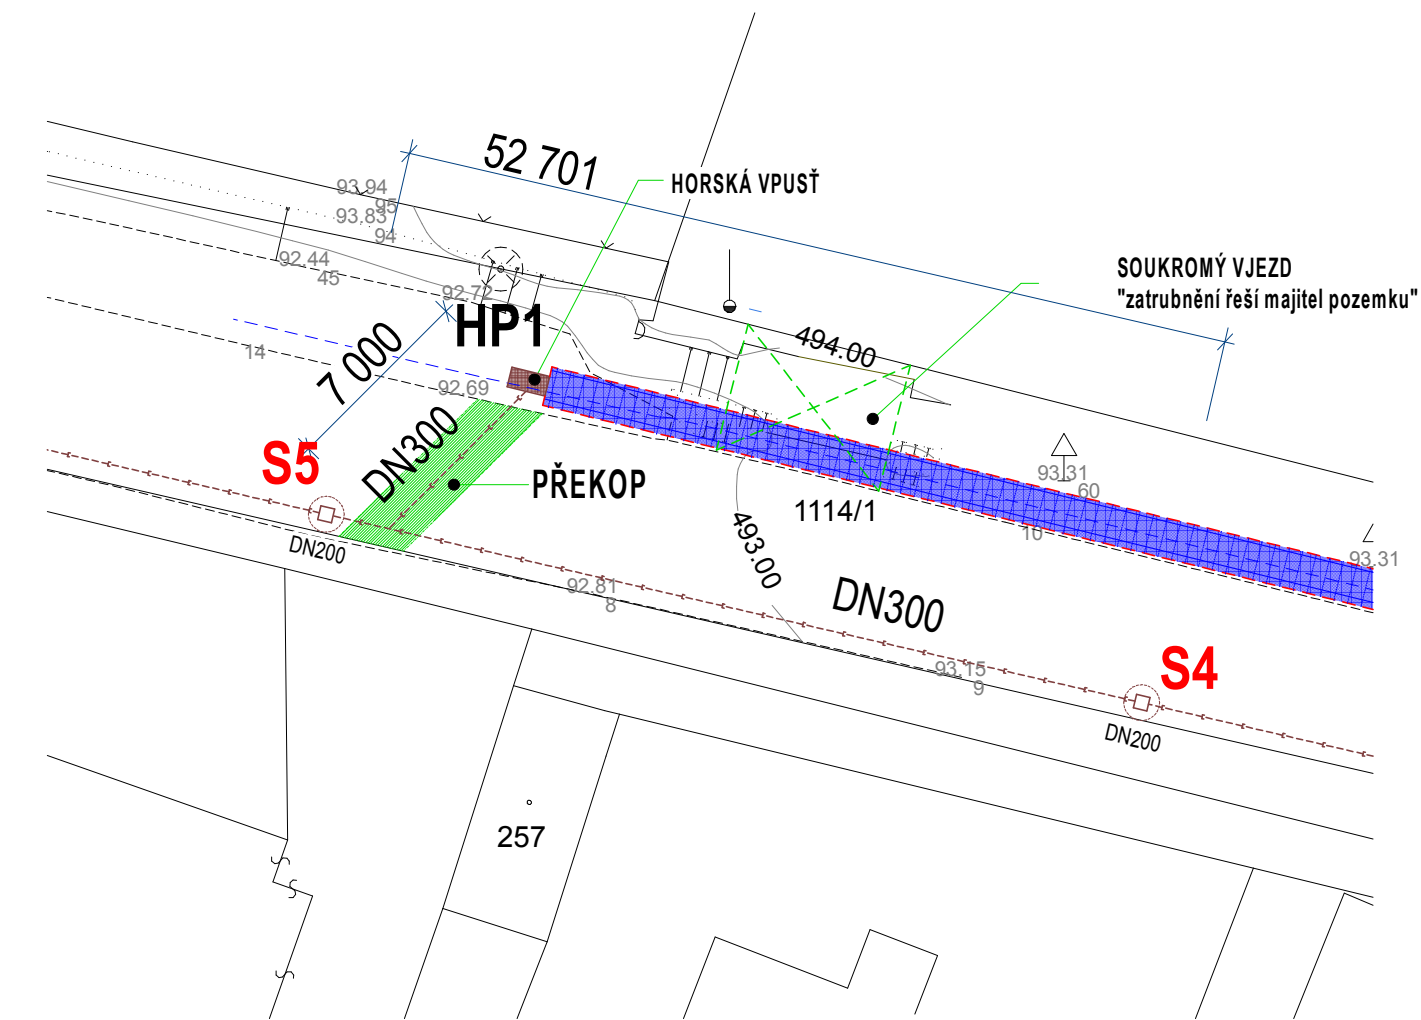 52 701
HORSKÁ VPUSŤ
93.94
95
93.83
94
92.44
45
92.72
SOUKROMÝ VJEZD
"zatrubnění řeší majitel pozemku"
HP1
494.00
7 000
14
92.69
DN300
S5
PŘEKOP
93.31
60
1114/1
10
493.00
93.31
DN200
92.81
8
DN300
93.15
9
S4
DN200
257